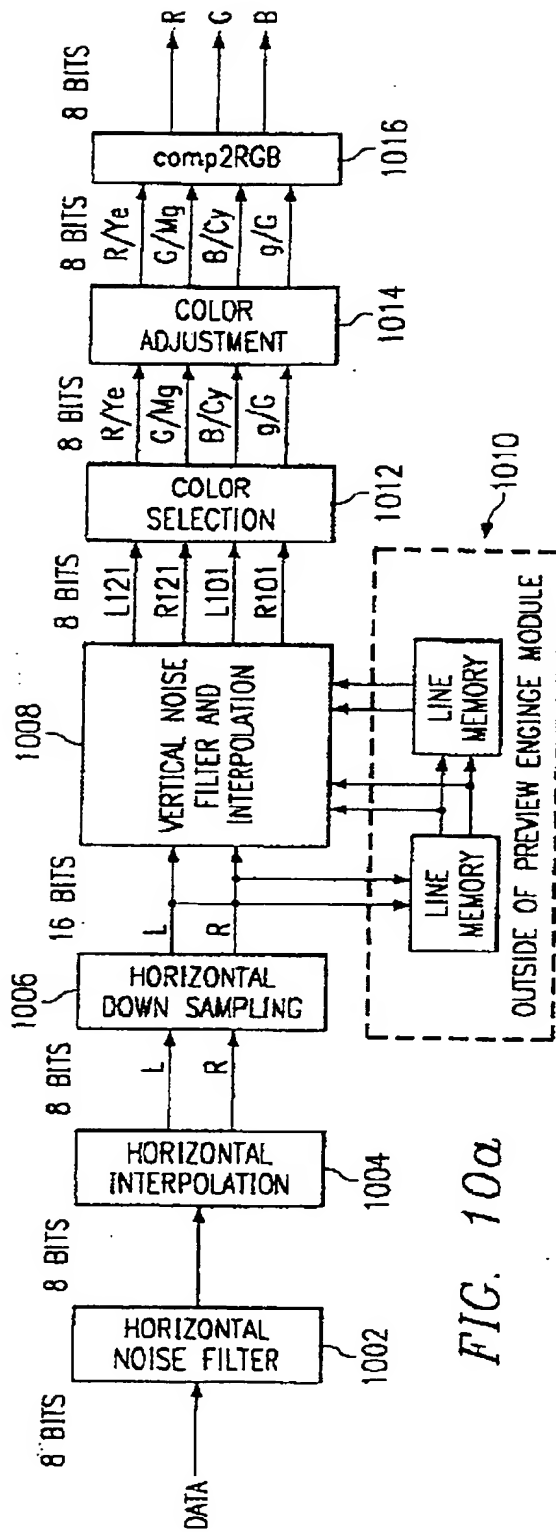 8 BITS
DATA
HORIZONTAL
NOISE FILTER
1002
8 BITS
HORIZONTAL
INTERPOLATION
1004
8 BITS
L
R
1006
HORIZONTAL
DOWN SAMPLING
16 BITS
L
R
1008
VERTICAL NOISE
FILTER AND
INTERPOLATION
LINE
MEMORY
LINE
MEMORY
OUTSIDE OF PREVIEW ENGINGE MODULE
1010
8 BITS
L121
R121
L101
R101
COLOR
SELECTION
1012
8 BITS
R/Ye
G/Mg
B/Cy
g/G
COLOR
ADJUSTMENT
1014
8 BITS
R/Ye
G/Mg
B/Cy
g/G
comp2RGB
1016
8 BITS
R
G
B
FIG. 10a